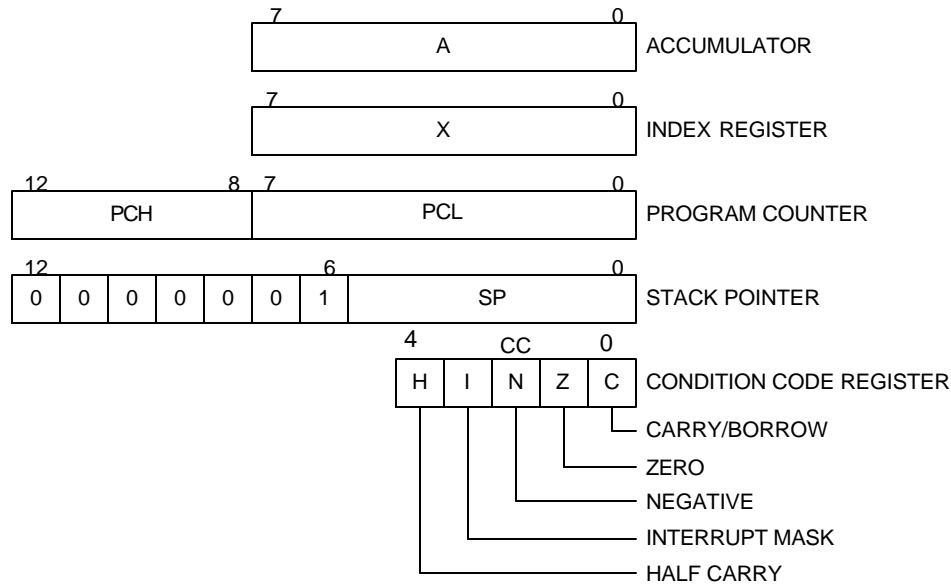 7 0
A ACCUMULATOR
7 0
X INDEX REGISTER
12 8 7 0
PCH PCL PROGRAM COUNTER
12 6 0
0 0 0 0 0 0 1 SP STACK POINTER
4 CC 0
H I N Z C CONDITION CODE REGISTER
CARRY/BORROW
ZERO
NEGATIVE
INTERRUPT MASK
HALF CARRY